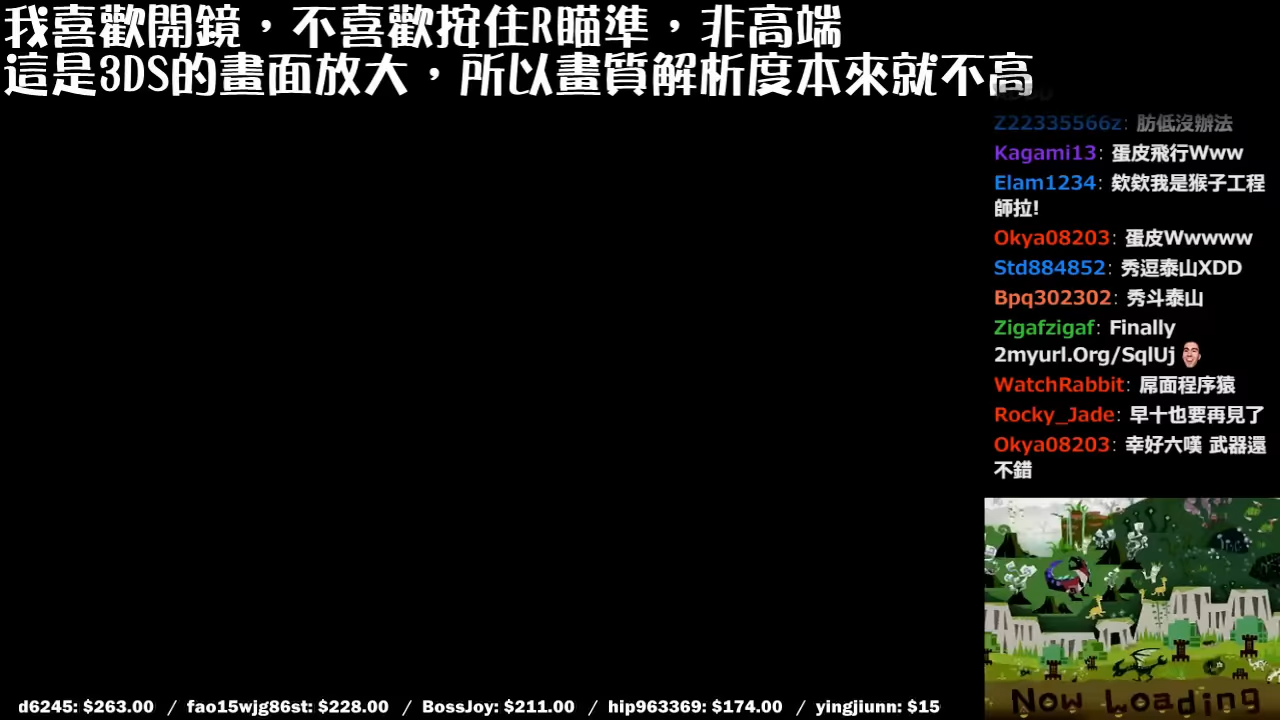 我喜歡開鏡，不喜歡按住R瞄準，非高端
這是3DS的畫面放大，所以畫質解析度本來就不高
Z22335566z: 肪低沒辦法
Kagami13: 蛋皮飛行Www
Elam1234: 欸欸我是猴子工程
師拉!
Okya08203: 蛋皮Wwwww
Std884852: 秀逗泰山XDD
Bpq302302: 秀斗泰山
Zigafzigaf: Finally
2myurl.Org/SqlUj
WatchRabbit: 屌面程序猿
Rocky_Jade: 早十也要再見了
Okya08203: 幸好六嘆 武器還
不錯
Now Loading
d6245: $263.00 / fao15wjg86st: $228.00 / BossJoy: $211.00 / hip963369: $174.00 / yingjiunn: $15